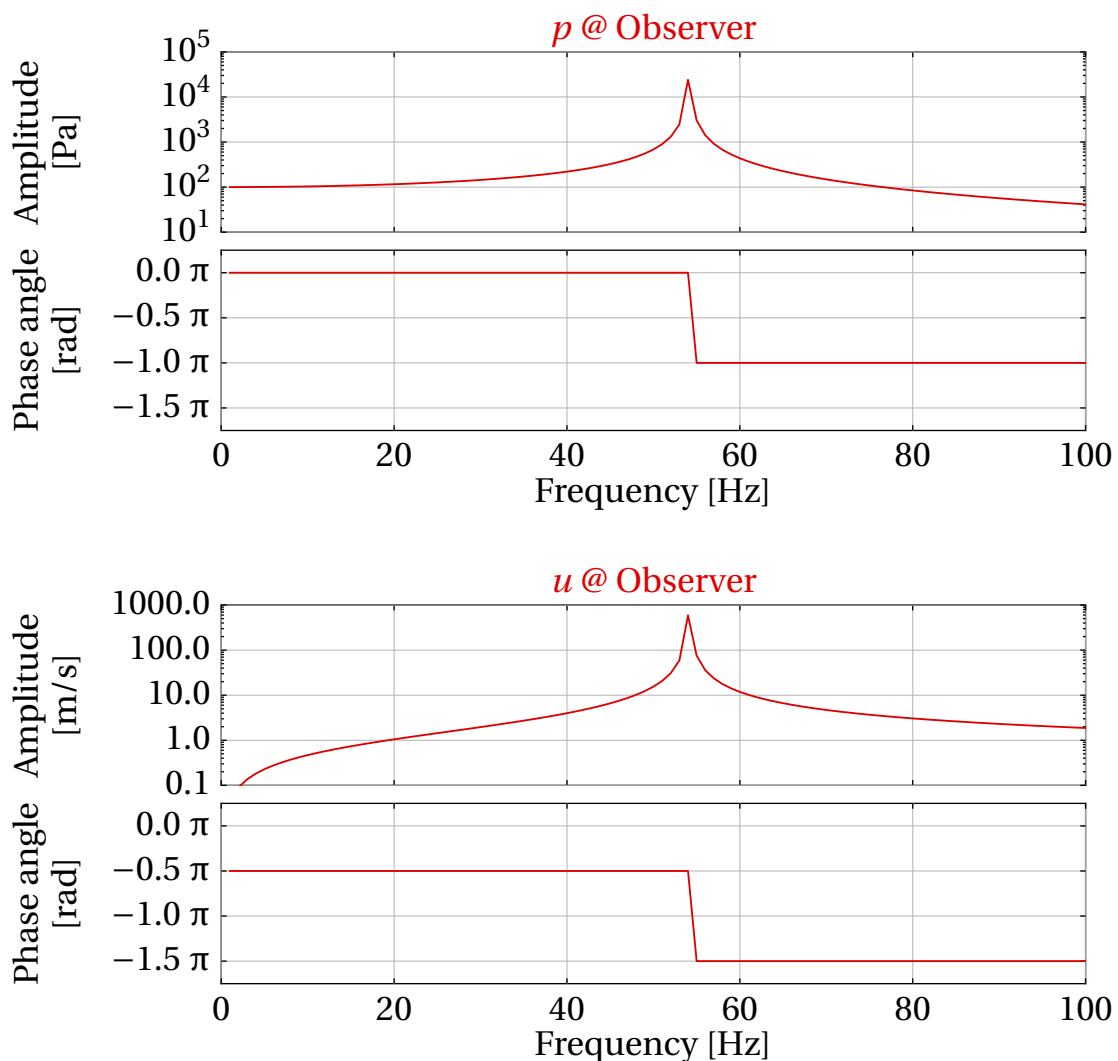 p @ Observer
Amplitude
[Pa]
10^5
10^4
10^3
10^2
10^1
Phase angle
[rad]
0.0 π
−0.5 π
−1.0 π
−1.5 π
0 20 40 60 80 100
Frequency [Hz]
u @ Observer
Amplitude
[m/s]
1000.0
100.0
10.0
1.0
0.1
Phase angle
[rad]
0.0 π
−0.5 π
−1.0 π
−1.5 π
0 20 40 60 80 100
Frequency [Hz]